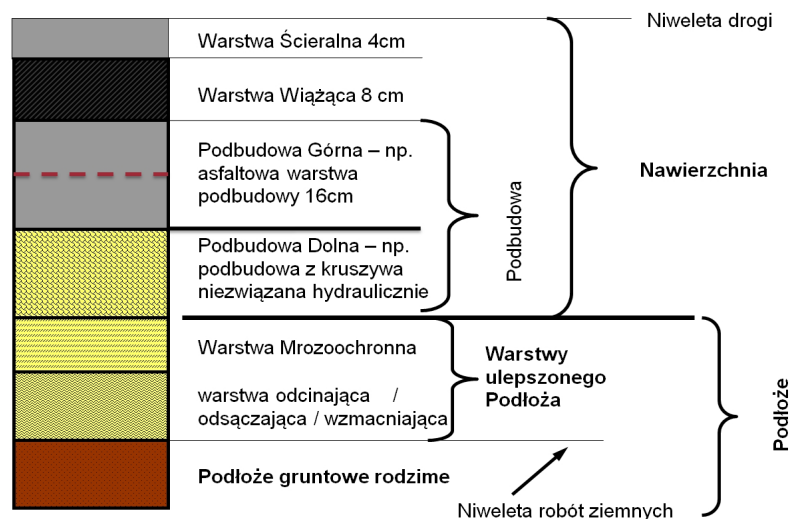 Niweleta drogi
Warstwa Ścieralna 4cm
Warstwa Wiążąca 8 cm
Podbudowa Górna – np.
asfaltowa warstwa
podbudowy 16cm
Podbudowa Dolna – np.
podbudowa z kruszywa
niezwiązana hydraulicznie
Podbudowa
Nawierzchnia
Warstwa Mrozoochronna
warstwa odcinająca /
odsączająca / wzmacniająca
Warstwy
ulepszonego
Podłoża
Podłoże
Podłoże gruntowe rodzime
Niweleta robót ziemnych